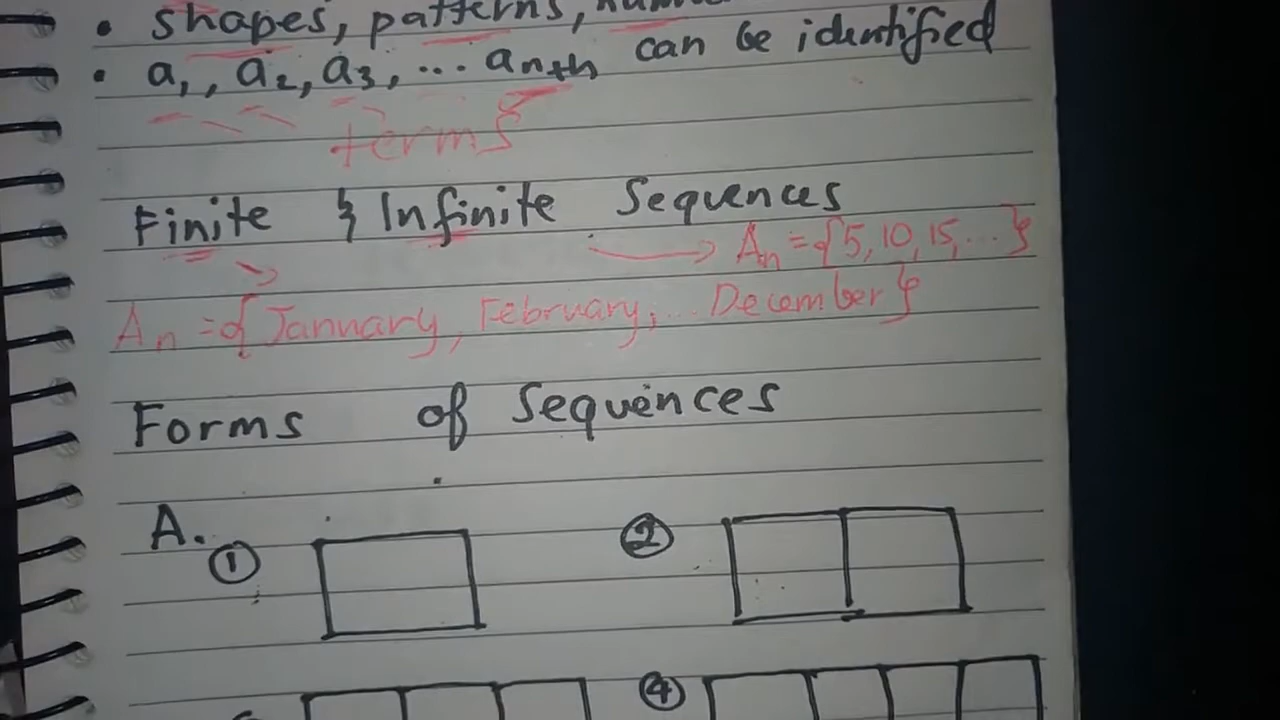 • shapes, patterns,
• a₁, a₂, a₃, ... aₙₜₕ can be identified
terms
Finite & Infinite Sequences
Aₙ = {5, 10, 15, ... }
Aₙ = {January, February, ... December}
Forms of Sequences
A.
① ②
④